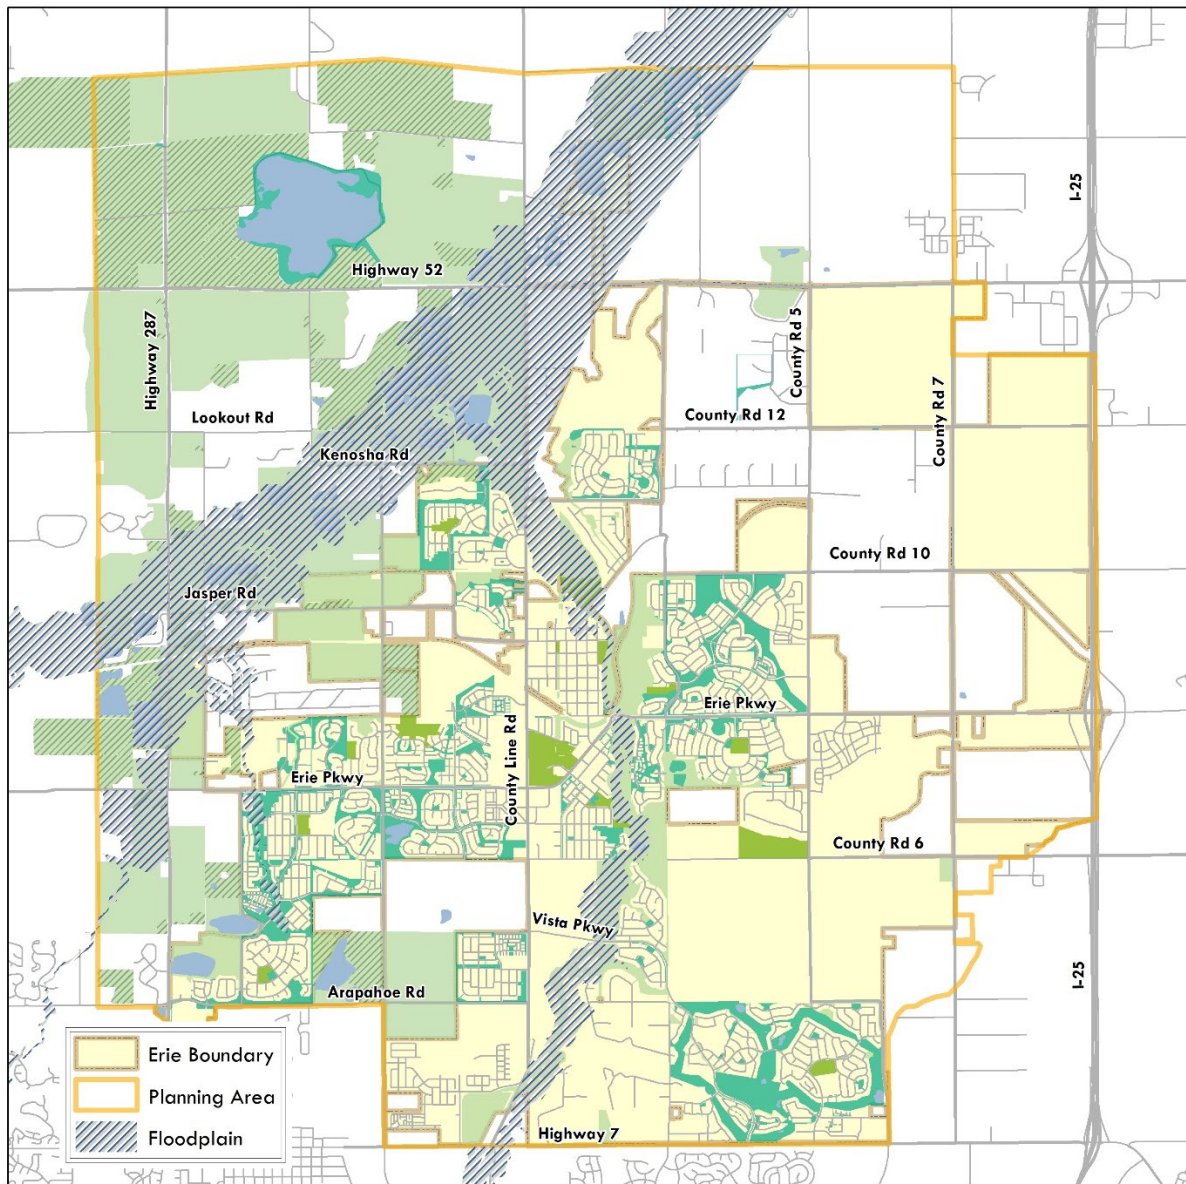 I-25
Highway 52
Highway 287
County Rd 5
County Rd 7
Lookout Rd
County Rd 12
Kenosha Rd
County Rd 10
Jasper Rd
Erie Pkwy
County Line Rd
Erie Pkwy
County Rd 6
Vista Pkwy
I-25
Arapahoe Rd
Highway 7
Erie Boundary
Planning Area
Floodplain